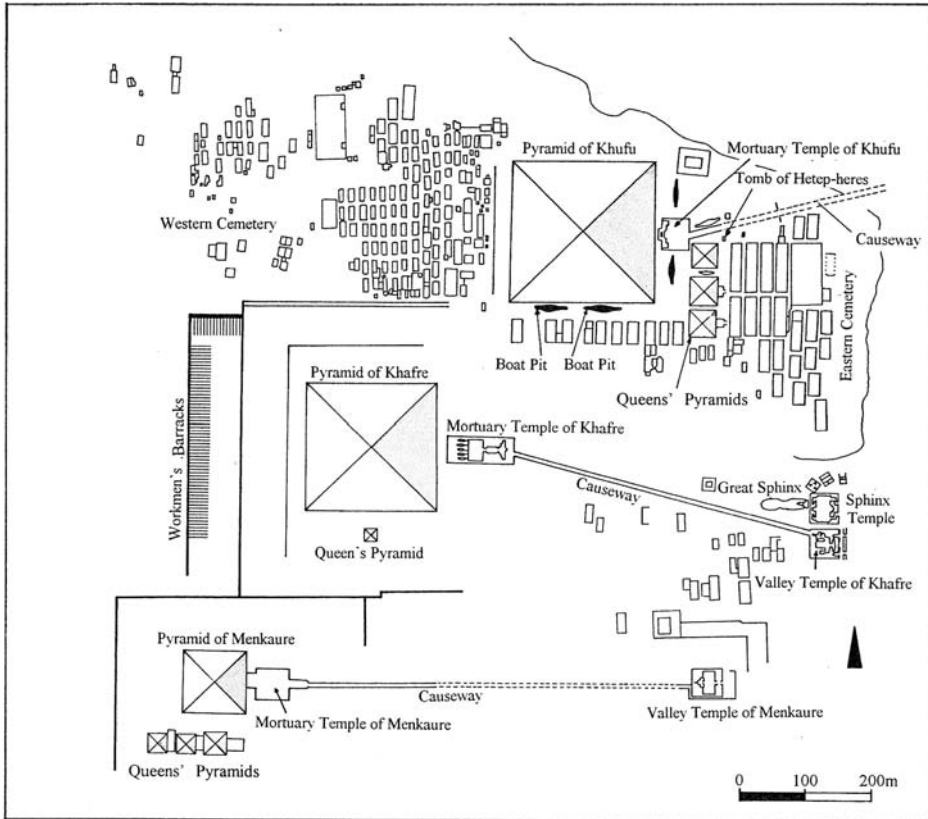 Pyramid of Khufu
Mortuary Temple of Khufu
Tomb of Hetep-heres
Western Cemetery
Causeway
Eastern Cemetery
Boat Pit
Boat Pit
Pyramid of Khafre
Queens' Pyramids
Mortuary Temple of Khafre
Workmen's Barracks
Causeway
Great Sphinx
Sphinx
Temple
Queen's Pyramid
Valley Temple of Khafre
Pyramid of Menkaure
Causeway
Mortuary Temple of Menkaure
Valley Temple of Menkaure
Queens' Pyramids
0 100 200m